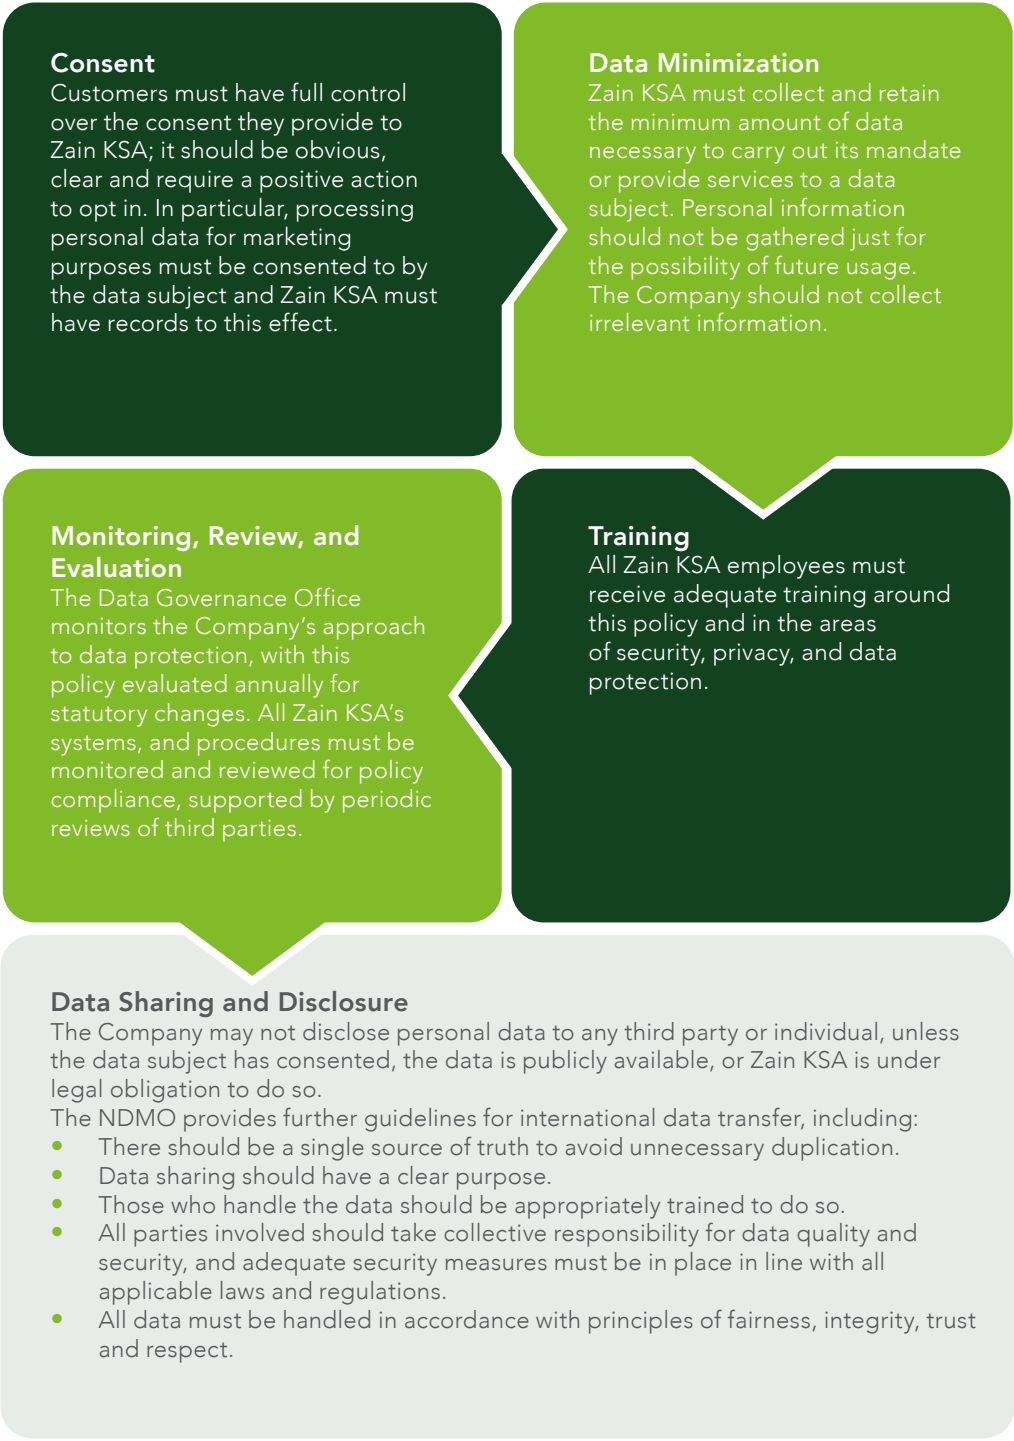 Consent
Customers must have full control
over the consent they provide to
Zain KSA; it should be obvious,
clear and require a positive action
to opt in. In particular, processing
personal data for marketing
purposes must be consented to by
the data subject and Zain KSA must
have records to this effect.
Data Minimization
Zain KSA must collect and retain
the minimum amount of data
necessary to carry out its mandate
or provide services to a data
subject. Personal information
should not be gathered just for
the possibility of future usage.
The Company should not collect
irrelevant information.
Training
All Zain KSA employees must
receive adequate training around
this policy and in the areas
of security, privacy, and data
protection.
Monitoring, Review, and
Evaluation
The Data Governance Office
monitors the Company’s approach
to data protection, with this
policy evaluated annually for
statutory changes. All Zain KSA’s
systems, and procedures must be
monitored and reviewed for policy
compliance, supported by periodic
reviews of third parties.
Data Sharing and Disclosure
The Company may not disclose personal data to any third party or individual, unless
the data subject has consented, the data is publicly available, or Zain KSA is under
legal obligation to do so.
The NDMO provides further guidelines for international data transfer, including:
• There should be a single source of truth to avoid unnecessary duplication.
• Data sharing should have a clear purpose.
• Those who handle the data should be appropriately trained to do so.
• All parties involved should take collective responsibility for data quality and
security, and adequate security measures must be in place in line with all
applicable laws and regulations.
• All data must be handled in accordance with principles of fairness, integrity, trust
and respect.